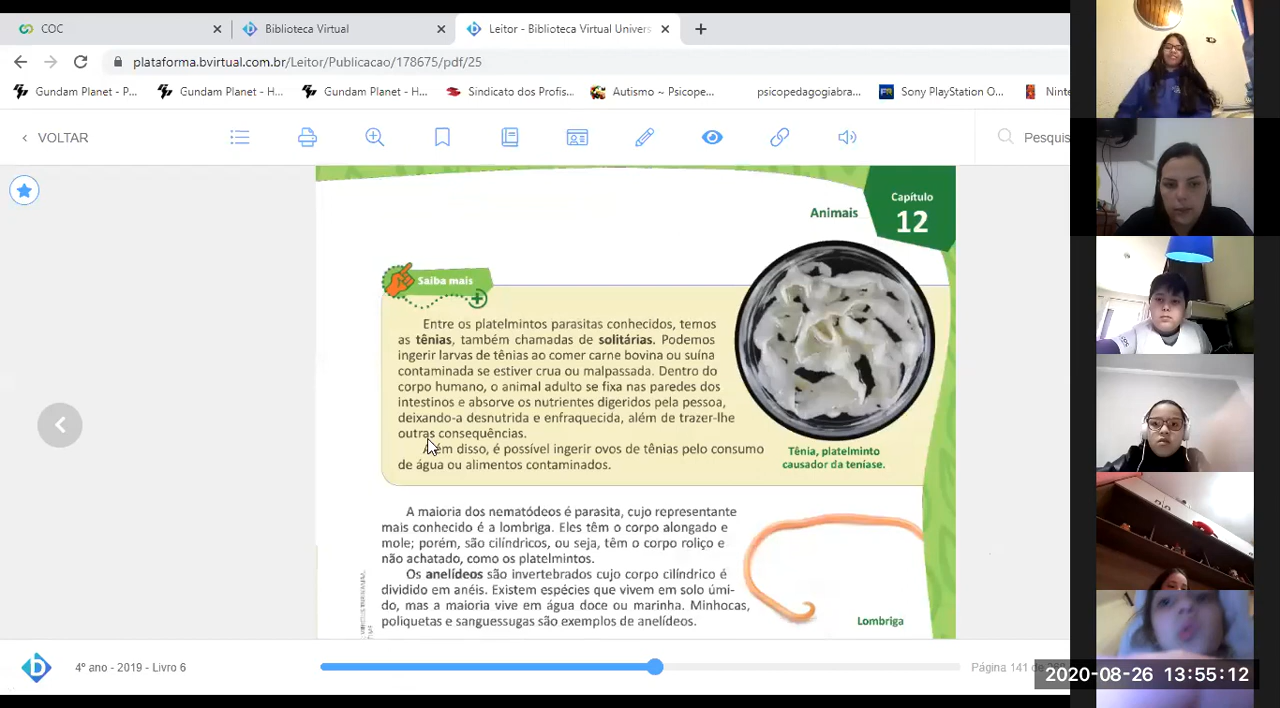 COC
Biblioteca Virtual
Leitor - Biblioteca Virtual Univers
plataforma.bvirtual.com.br/Leitor/Publicacao/178675/pdf/25
Gundam Planet - P...
Gundam Planet - H...
Gundam Planet - H...
Sindicato dos Profis...
Autismo ~ Psicope...
psicopedagogiabra...
Sony PlayStation O...
Ninte
VOLTAR
Pesquis
Animais
Capítulo
12
Saiba mais
Entre os platelmintos parasitas conhecidos, temos
as tênias, também chamadas de solitárias. Podemos
ingerir larvas de tênias ao comer carne bovina ou suína
contaminada se estiver crua ou malpassada. Dentro do
corpo humano, o animal adulto se fixa nas paredes dos
intestinos e absorve os nutrientes digeridos pela pessoa,
deixando-a desnutrida e enfraquecida, além de trazer-lhe
outras consequências.
Além disso, é possível ingerir ovos de tênias pelo consumo
de água ou alimentos contaminados.
Tênia, platelminto
causador da teníase.
A maioria dos nematódeos é parasita, cujo representante
mais conhecido é a lombriga. Eles têm o corpo alongado e
mole; porém, são cilíndricos, ou seja, têm o corpo roliço e
não achatado, como os platelmintos.
Os anelídeos são invertebrados cujo corpo cilíndrico é
dividido em anéis. Existem espécies que vivem em solo úmi-
do, mas a maioria vive em água doce ou marinha. Minhocas,
poliquetas e sanguessugas são exemplos de anelídeos.
Lombriga
4º ano - 2019 - Livro 6
Página 141 de
2020-08-26 13:55:12